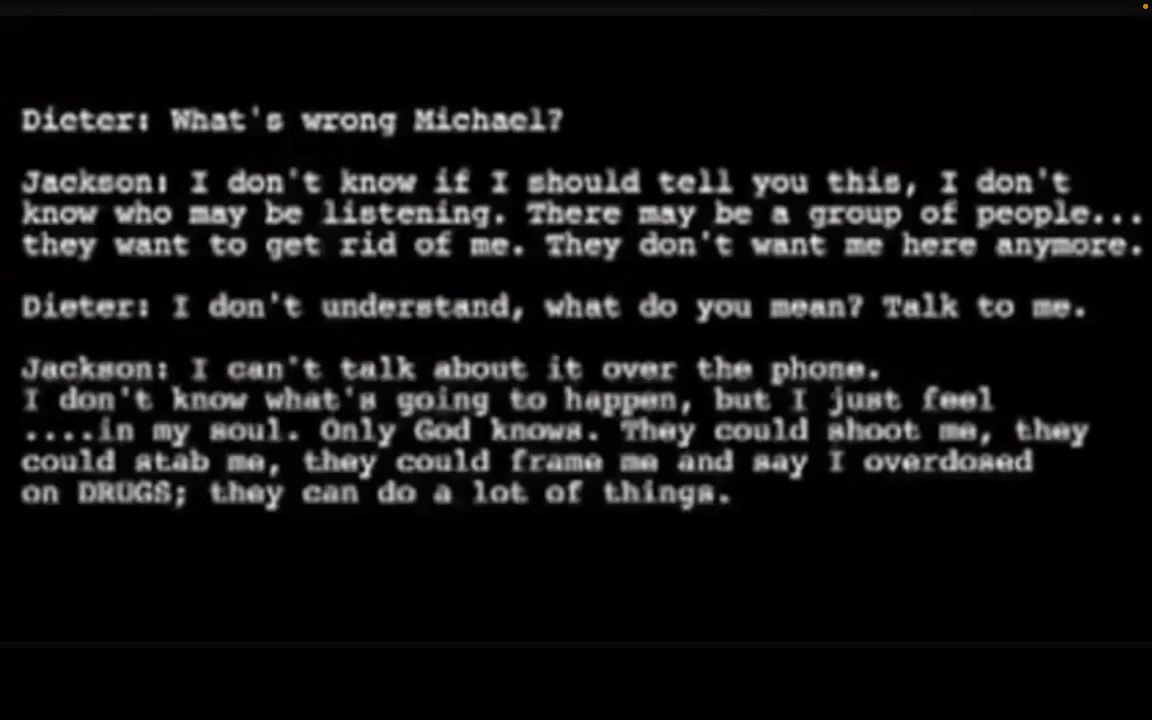 Dieter: What's wrong Michael?
Jackson: I don't know if I should tell you this, I don't
know who may be listening. There may be a group of people...
they want to get rid of me. They don't want me here anymore.
Dieter: I don't understand, what do you mean? Talk to me.
Jackson: I can't talk about it over the phone.
I don't know what's going to happen, but I just feel
....in my soul. Only God knows. They could shoot me, they
could stab me, they could frame me and say I overdosed
on DRUGS; they can do a lot of things.